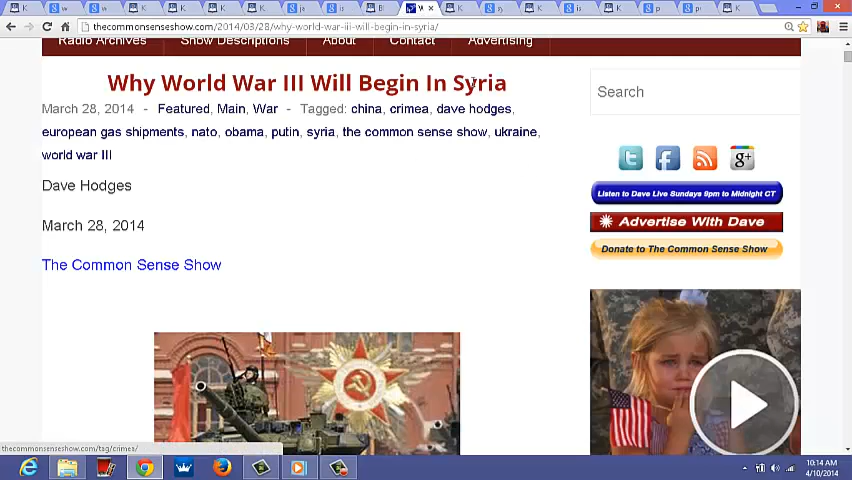 thecommonsenseshow.com/2014/03/28/why-world-war-iii-will-begin-in-syria/
Radio Archives Show Descriptions About Contact Advertising
Why World War III Will Begin In Syria
March 28, 2014 - Featured, Main, War - Tagged: china, crimea, dave hodges,
european gas shipments, nato, obama, putin, syria, the common sense show, ukraine,
world war III
Dave Hodges
March 28, 2014
The Common Sense Show
Search
Listen to Dave Live Sundays 9pm to Midnight CT
Advertise With Dave
Donate to The Common Sense Show
thecommonsenseshow.com/tag/crimea/
10:14 AM
4/10/2014